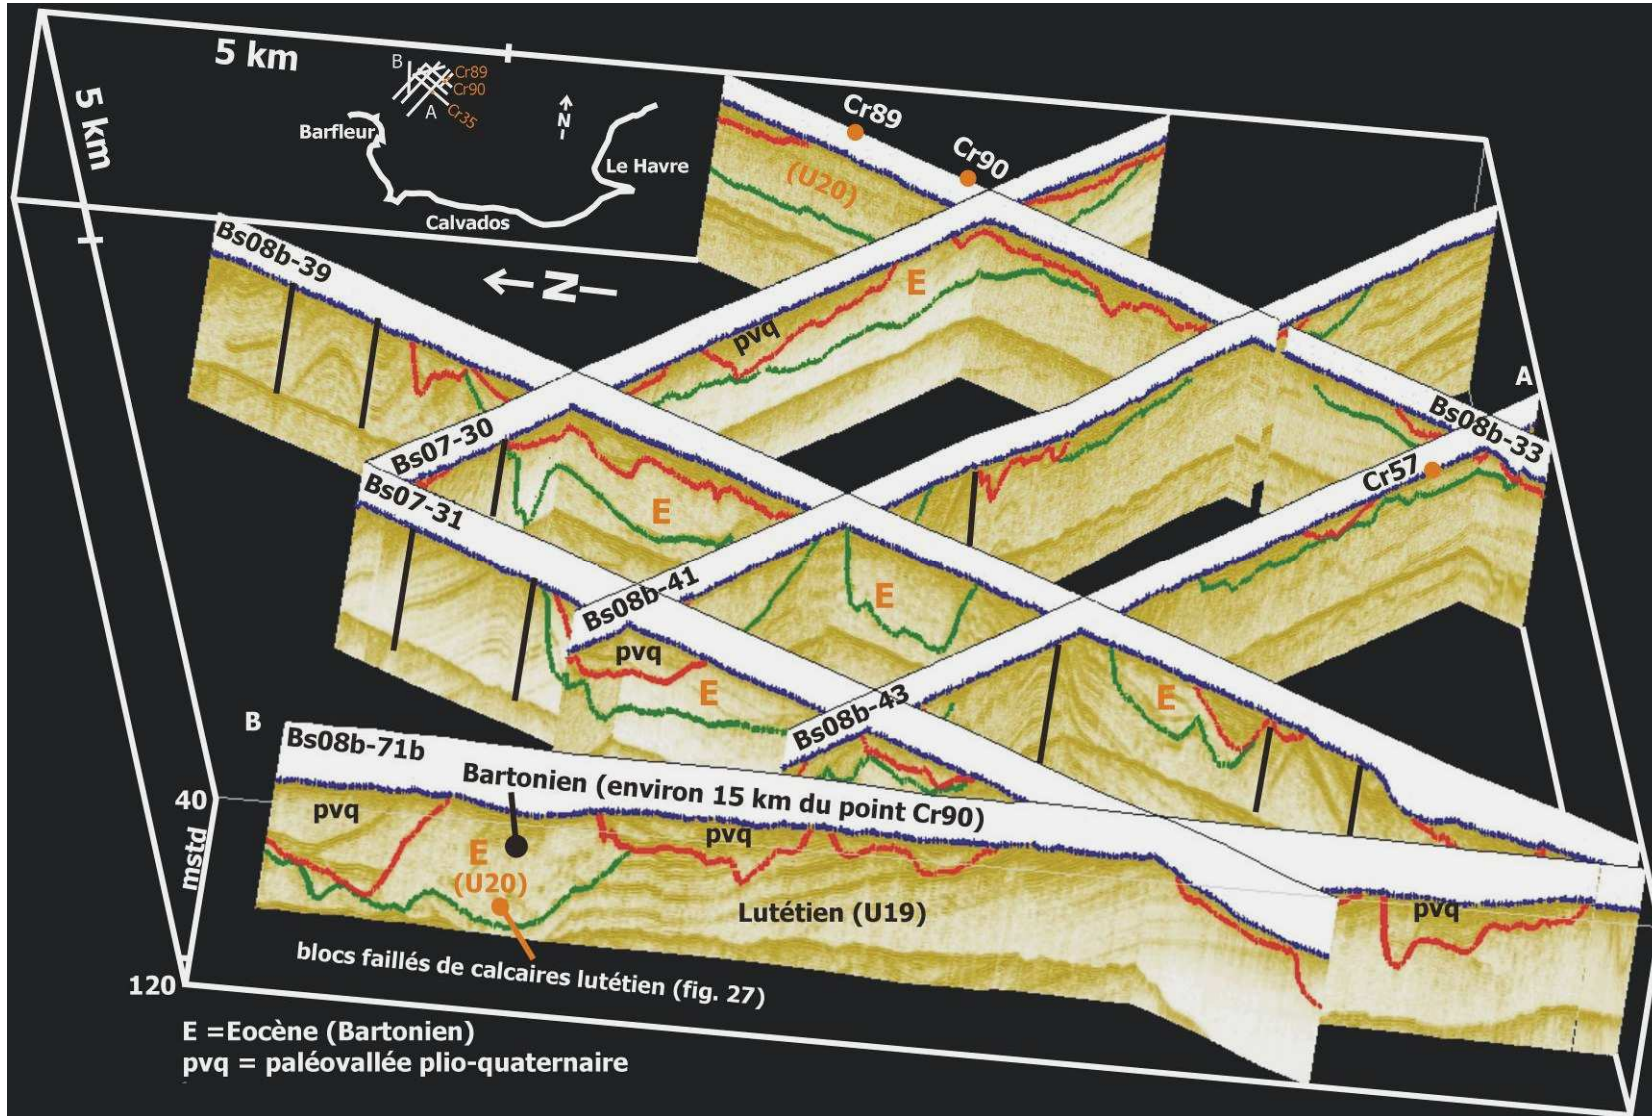 5 km
5 km
B
Cr89
Cr90
A
Cr35
N
Barfleur
Le Havre
Calvados
Cr89
Cr90
(U20)
Bs08b-39
N
E
pvq
A
Bs07-30
Bs08b-33
Cr57
Bs07-31
E
Bs08b-41
E
pvq
E
E
Bs08b-43
B
Bs08b-71b
Bartonien (environ 15 km du point Cr90)
40
pvq
pvq
mstd
E
(U20)
Lutétien (U19)
pvq
blocs faillés de calcaires lutétien (fig. 27)
120
E =Eocène (Bartonien)
pvq = paléovallée plio-quaternaire